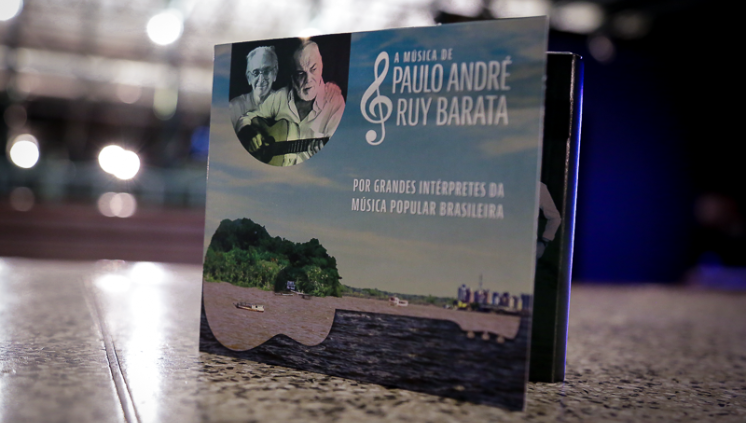 A MÚSICA DE
PAULO ANDRÉ
RUY BARATA
POR GRANDES INTÉRPRETES DA
MÚSICA POPULAR BRASILEIRA